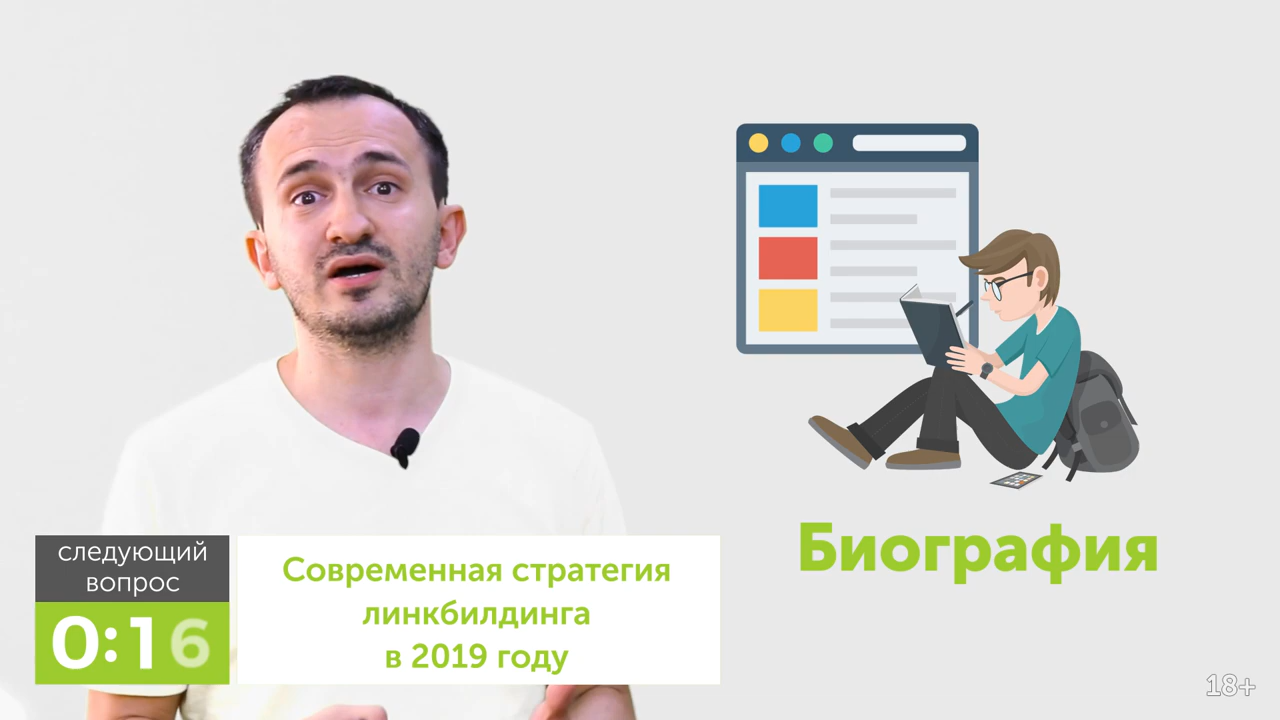 Биография
следующий
вопрос
0:16
Современная стратегия
линкбилдинга
в 2019 году
18+